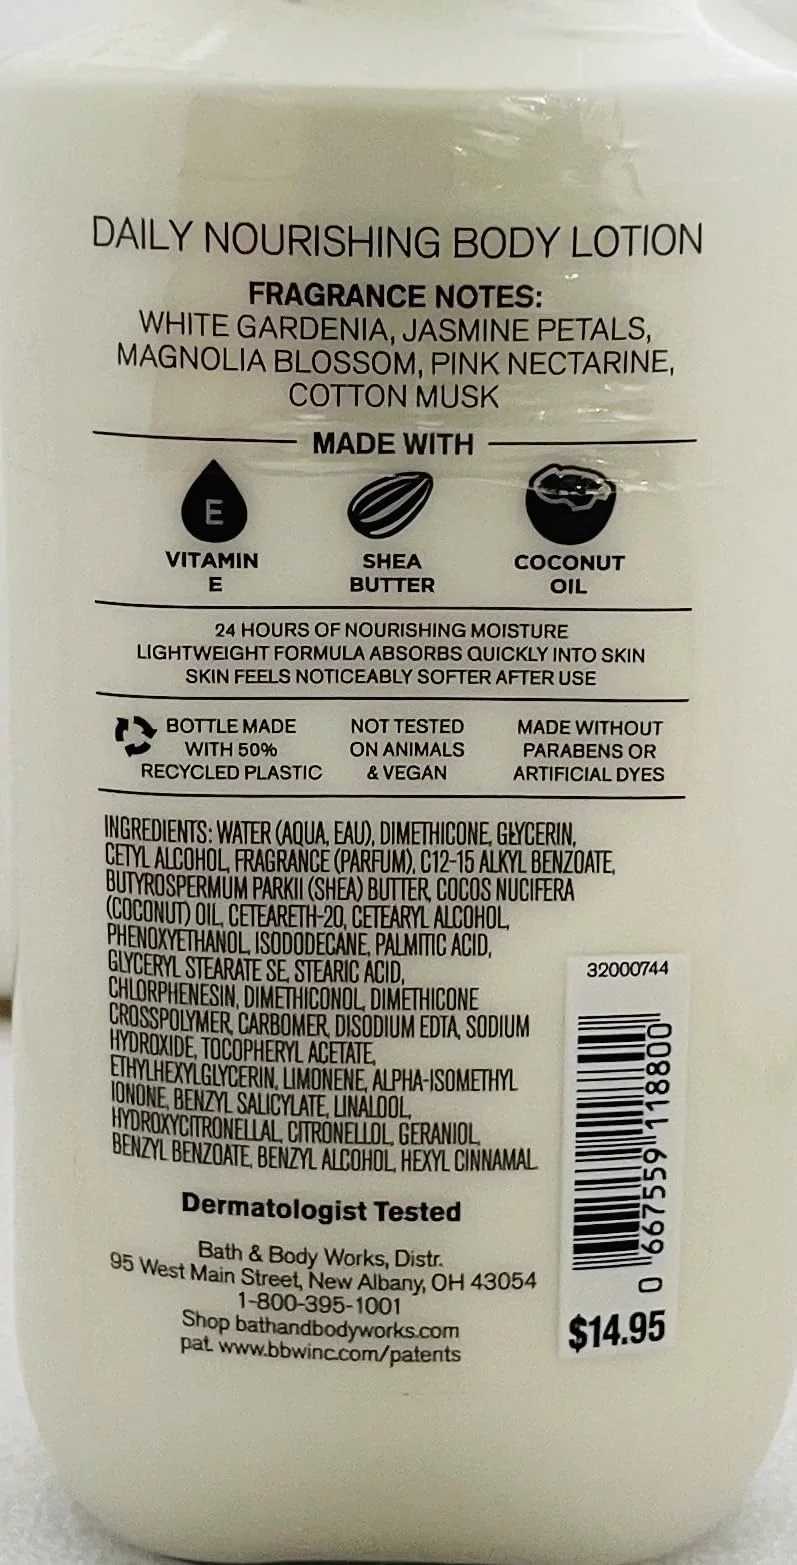 DAILY NOURISHING BODY LOTION
FRAGRANCE NOTES:
WHITE GARDENIA, JASMINE PETALS,
MAGNOLIA BLOSSOM, PINK NECTARINE,
COTTON MUSK
MADE WITH
E
VITAMIN
E
SHEA
BUTTER
COCONUT
OIL
24 HOURS OF NOURISHING MOISTURE
LIGHTWEIGHT FORMULA ABSORBS QUICKLY INTO SKIN
SKIN FEELS NOTICEABLY SOFTER AFTER USE
BOTTLE MADE
WITH 50%
RECYCLED PLASTIC
NOT TESTED
ON ANIMALS
& VEGAN
MADE WITHOUT
PARABENS OR
ARTIFICIAL DYES
INGREDIENTS: WATER (AQUA, EAU), DIMETHICONE, GLYCERIN,
CETYL ALCOHOL, FRAGRANCE (PARFUM), C12-15 ALKYL BENZOATE,
BUTYROSPERMUM PARKII (SHEA) BUTTER, COCOS NUCIFERA
(COCONUT) OIL, CETEARETH-20, CETEARYL ALCOHOL,
PHENOXYETHANOL, ISODODECANE, PALMITIC ACID,
GLYCERYL STEARATE SE, STEARIC ACID,
CHLORPHENESIN, DIMETHICONOL, DIMETHICONE
CROSSPOLYMER, CARBOMER, DISODIUM EDTA, SODIUM
HYDROXIDE, TOCOPHERYL ACETATE,
ETHYLHEXYLGLYCERIN, LIMONENE, ALPHA-ISOMETHYL
IONONE, BENZYL SALICYLATE, LINALOOL,
HYDROXYCITRONELLAL, CITRONELLOL, GERANIOL,
BENZYL BENZOATE, BENZYL ALCOHOL, HEXYL CINNAMAL
Dermatologist Tested
Bath & Body Works, Distr.
95 West Main Street, New Albany, OH 43054
1-800-395-1001
Shop bathandbodyworks.com
pat. www.bbwinc.com/patents
32000744
0 667559 118800
$14.95